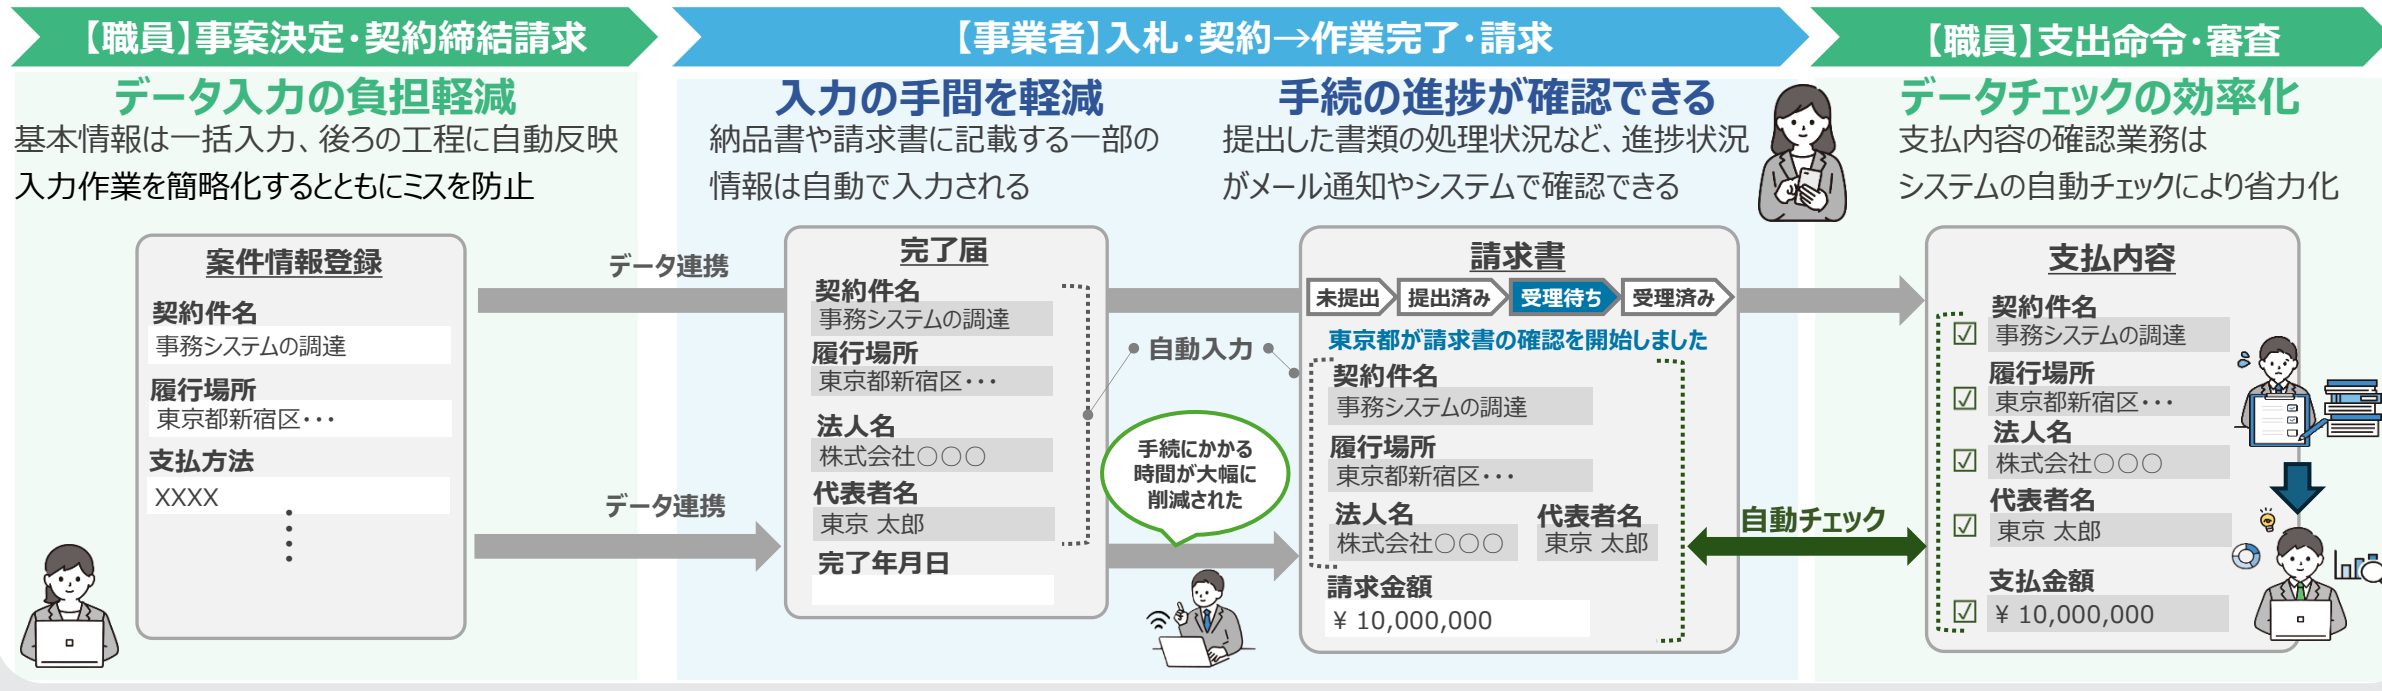 【職員】事案決定・契約締結請求
【事業者】入札・契約→作業完了・請求
【職員】支出命令・審査
データ入力の負担軽減
基本情報は一括入力、後ろの工程に自動反映
入力作業を簡略化するとともにミスを防止
入力の手間を軽減
納品書や請求書に記載する一部の
情報は自動で入力される
手続の進捗が確認できる
提出した書類の処理状況など、進捗状況
がメール通知やシステムで確認できる
データチェックの効率化
支払内容の確認業務は
システムの自動チェックにより省力化
案件情報登録
契約件名
事務システムの調達
履行場所
東京都新宿区・・・
支払方法
XXXX
データ連携
データ連携
完了届
契約件名
事務システムの調達
履行場所
東京都新宿区・・・
法人名
株式会社○○○
代表者名
東京 太郎
完了年月日
自動入力
手続にかかる
時間が大幅に
削減された
請求書
未提出
提出済み
受理待ち
受理済み
東京都が請求書の確認を開始しました
契約件名
事務システムの調達
履行場所
東京都新宿区・・・
法人名
株式会社○○○
代表者名
東京 太郎
請求金額
¥ 10,000,000
自動チェック
支払内容
契約件名
事務システムの調達
履行場所
東京都新宿区・・・
法人名
株式会社○○○
代表者名
東京 太郎
支払金額
¥ 10,000,000